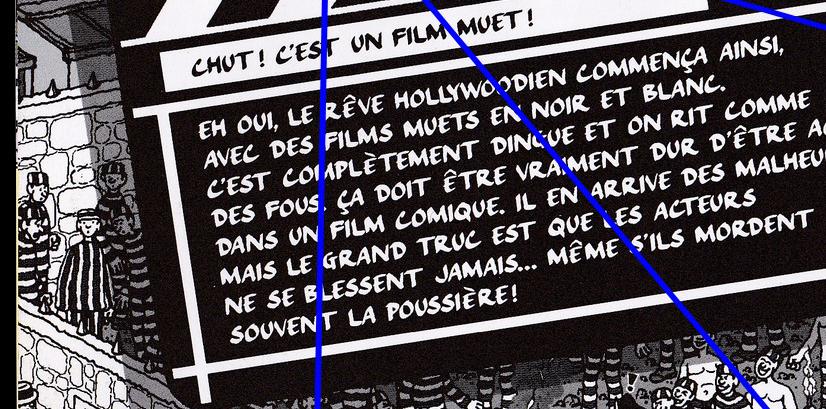 CHUT ! C'EST UN FILM MUET !
EH OUI, LE RÊVE HOLLYWOODIEN COMMENÇA AINSI,
AVEC DES FILMS MUETS EN NOIR ET BLANC.
C'EST COMPLÈTEMENT DINGUE ET ON RIT COMME
DES FOUS. ÇA DOIT ÊTRE VRAIMENT DUR D'ÊTRE
DANS UN FILM COMIQUE. IL EN ARRIVE DES MALHEU
MAIS LE GRAND TRUC EST QUE LES ACTEURS
NE SE BLESSENT JAMAIS... MÊME S'ILS MORDENT
SOUVENT LA POUSSIÈRE !